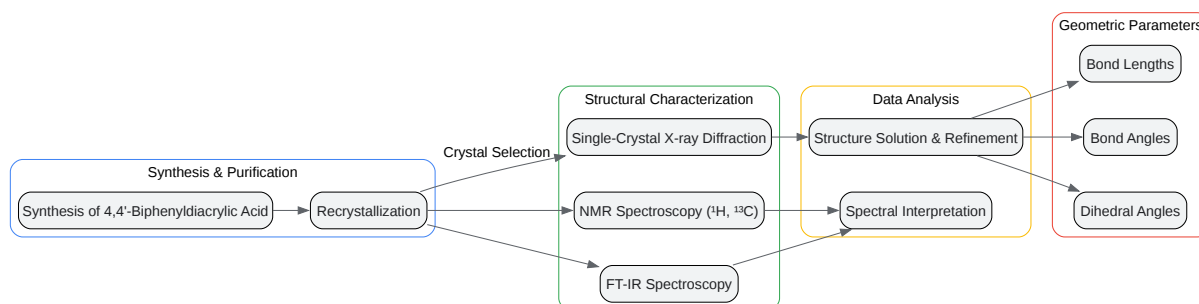 Synthesis & Purification
Synthesis of 4,4'-Biphenyldiacrylic Acid
Recrystallization
Crystal Selection
Structural Characterization
Single-Crystal X-ray Diffraction
NMR Spectroscopy (¹H, ¹³C)
FT-IR Spectroscopy
Data Analysis
Structure Solution & Refinement
Spectral Interpretation
Geometric Parameters
Bond Lengths
Bond Angles
Dihedral Angles